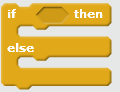 if then
else